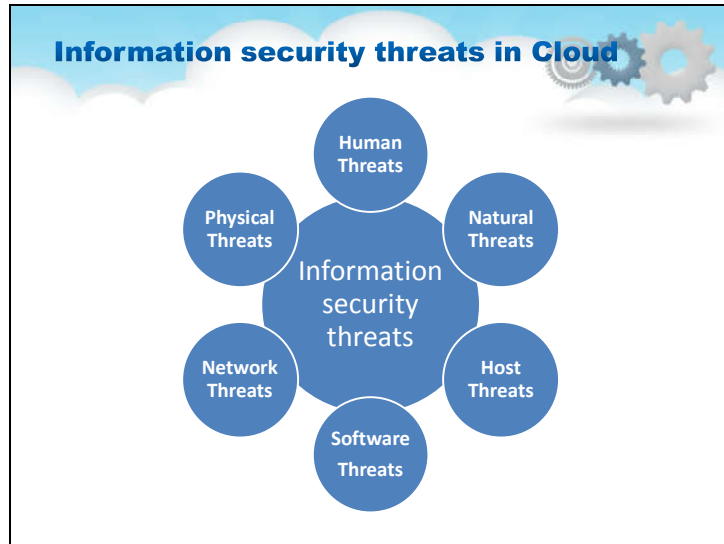 Information security threats in Cloud
Human
Threats
Physical
Threats
Natural
Threats
Information
security
threats
Network
Threats
Host
Threats
Software
Threats